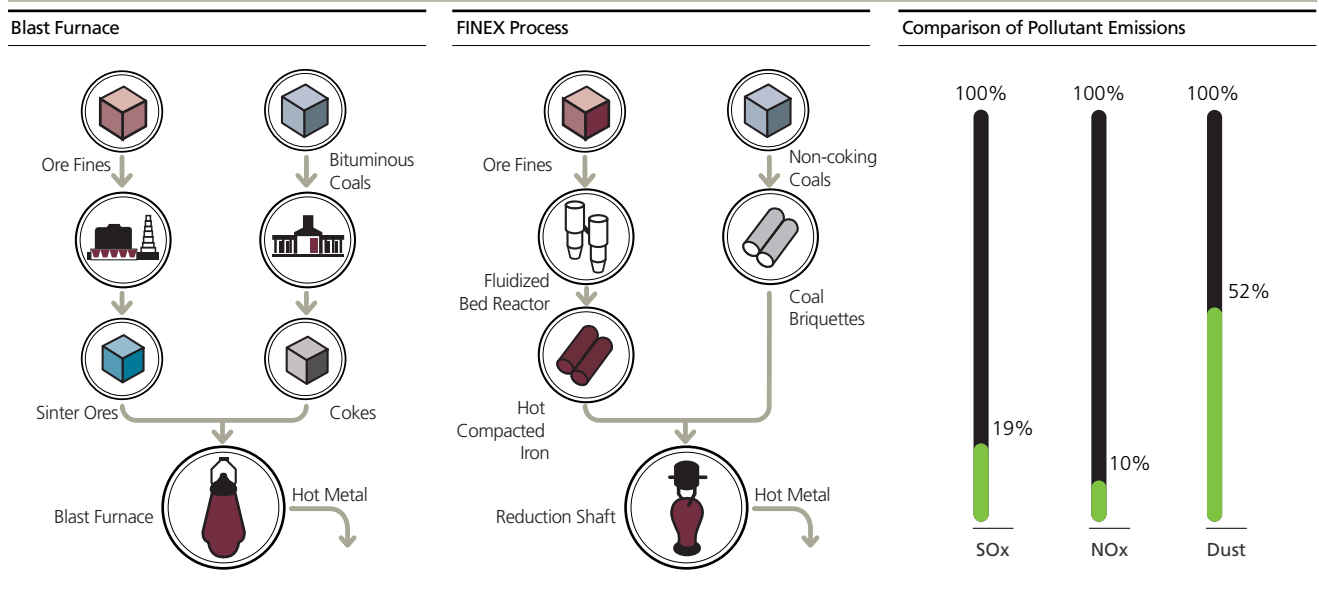 Blast Furnace
Ore Fines
Bituminous
Coals
Sinter Ores
Cokes
Blast Furnace
Hot Metal
FINEX Process
Ore Fines
Non-coking
Coals
Fluidized
Bed Reactor
Coal
Briquettes
Hot
Compacted
Iron
Reduction Shaft
Hot Metal
Comparison of Pollutant Emissions
100%
100%
100%
52%
19%
10%
SOx
NOx
Dust